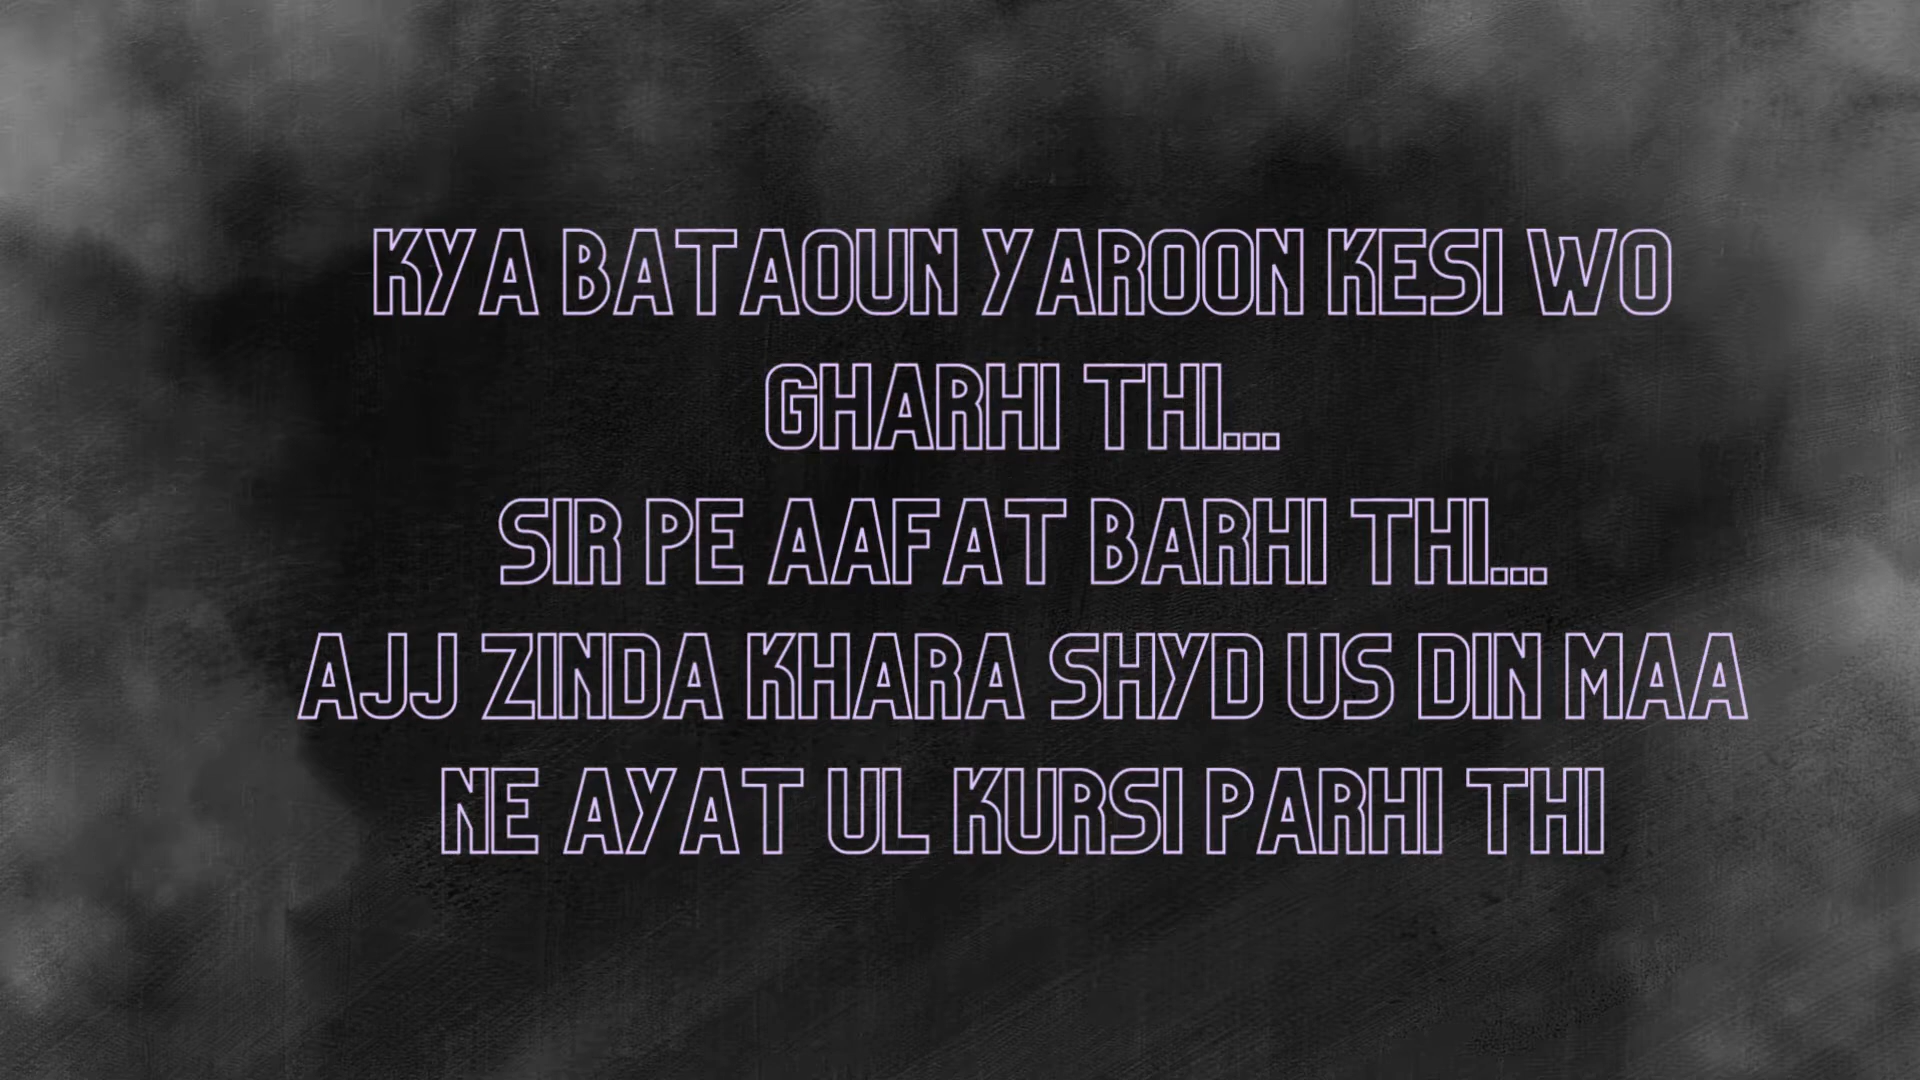 KYA BATAOUN YAROON KESI WO
GHARHI THI...
SIR PE AAFAT BARHI THI...
AJJ ZINDA KHARA SHYD US DIN MAA
NE AYAT UL KURSI PARHI THI